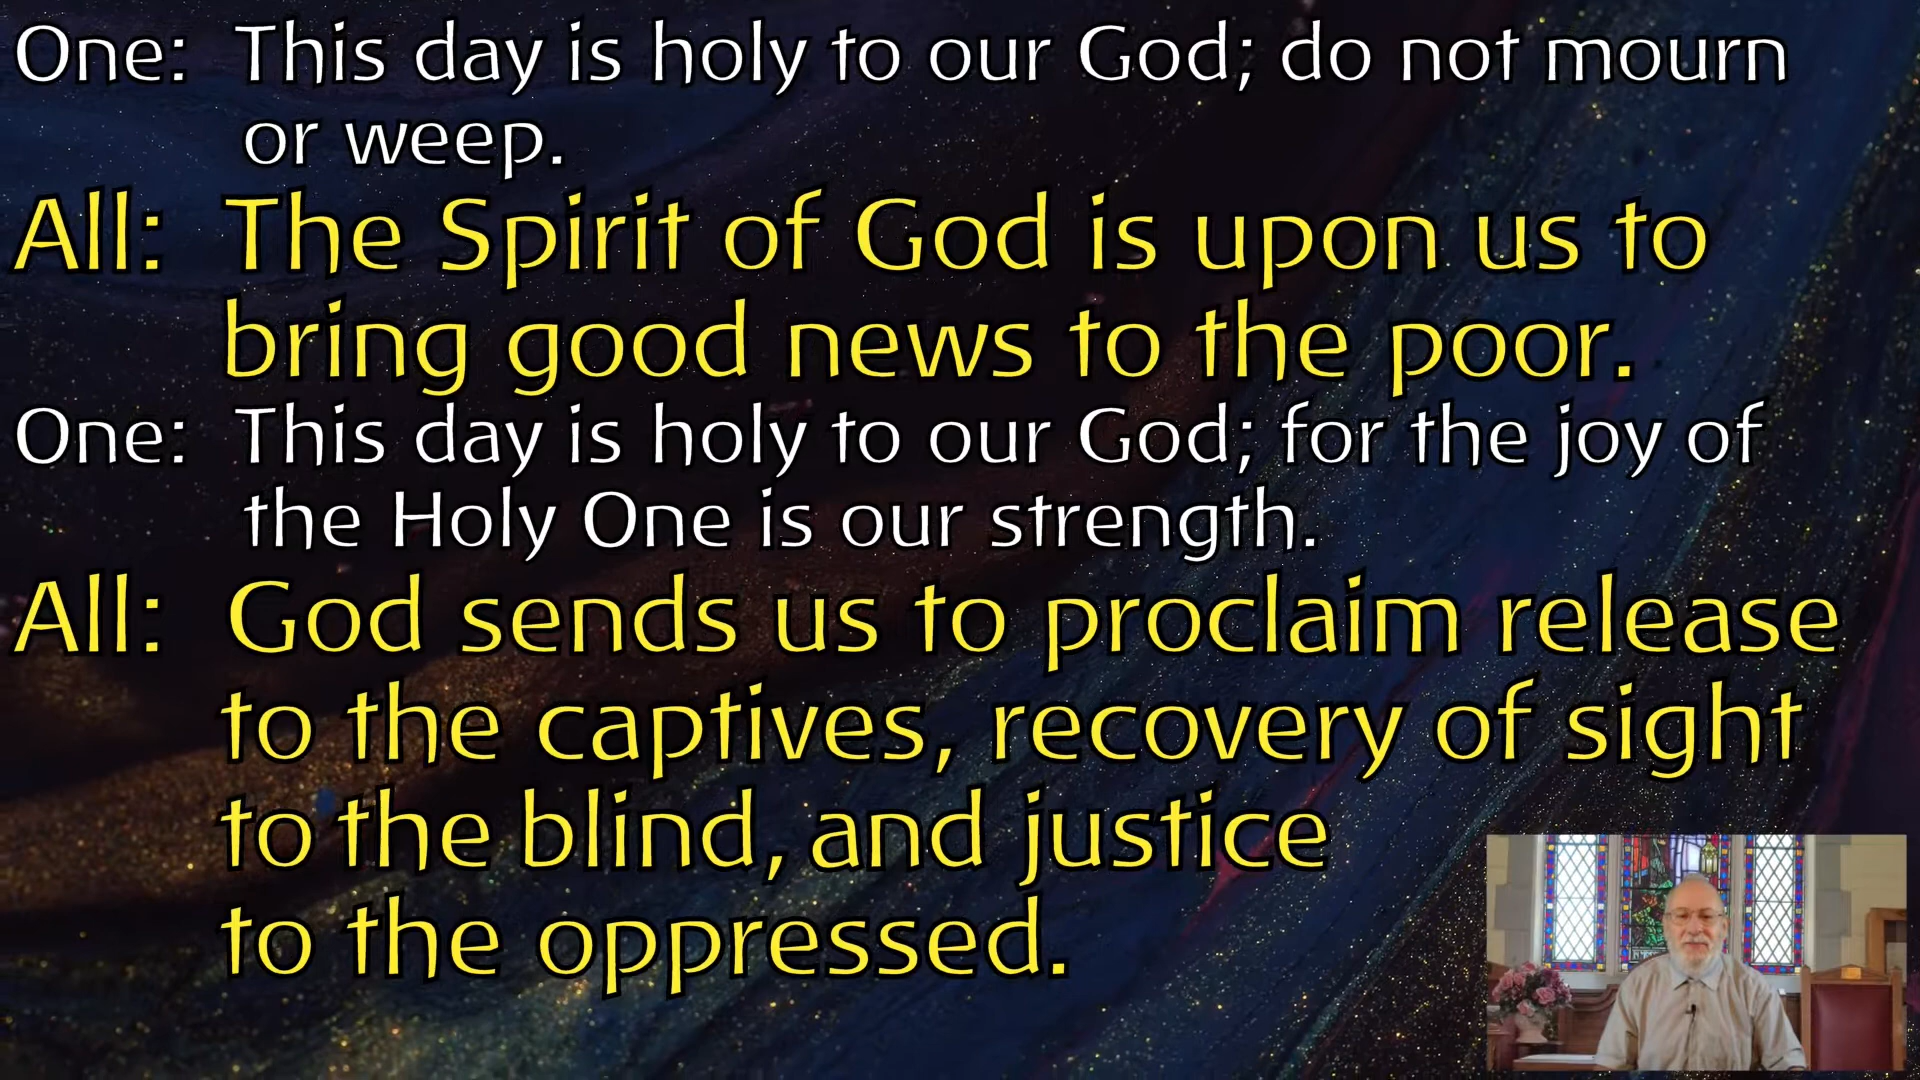 One: This day is holy to our God; do not mourn
or weep.
All: The Spirit of God is upon us to
bring good news to the poor.
One: This day is holy to our God; for the joy of
the Holy One is our strength.
All: God sends us to proclaim release
to the captives, recovery of sight
to the blind, and justice
to the oppressed.